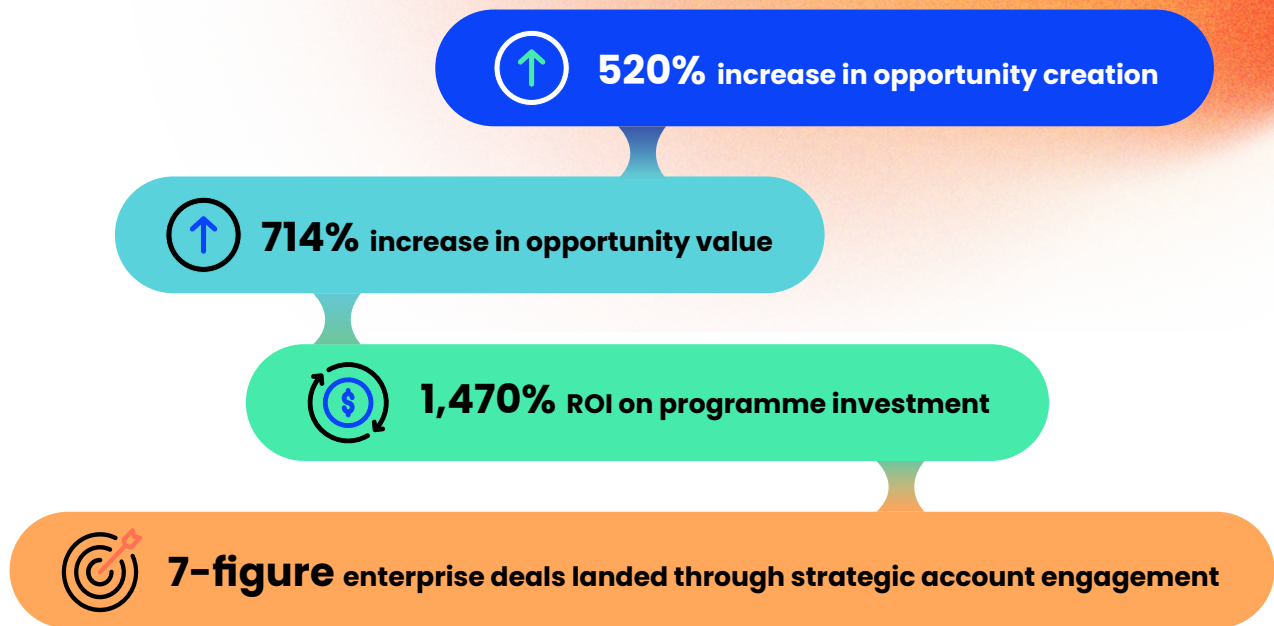 520% increase in opportunity creation
714% increase in opportunity value
1,470% ROI on programme investment
7-figure enterprise deals landed through strategic account engagement